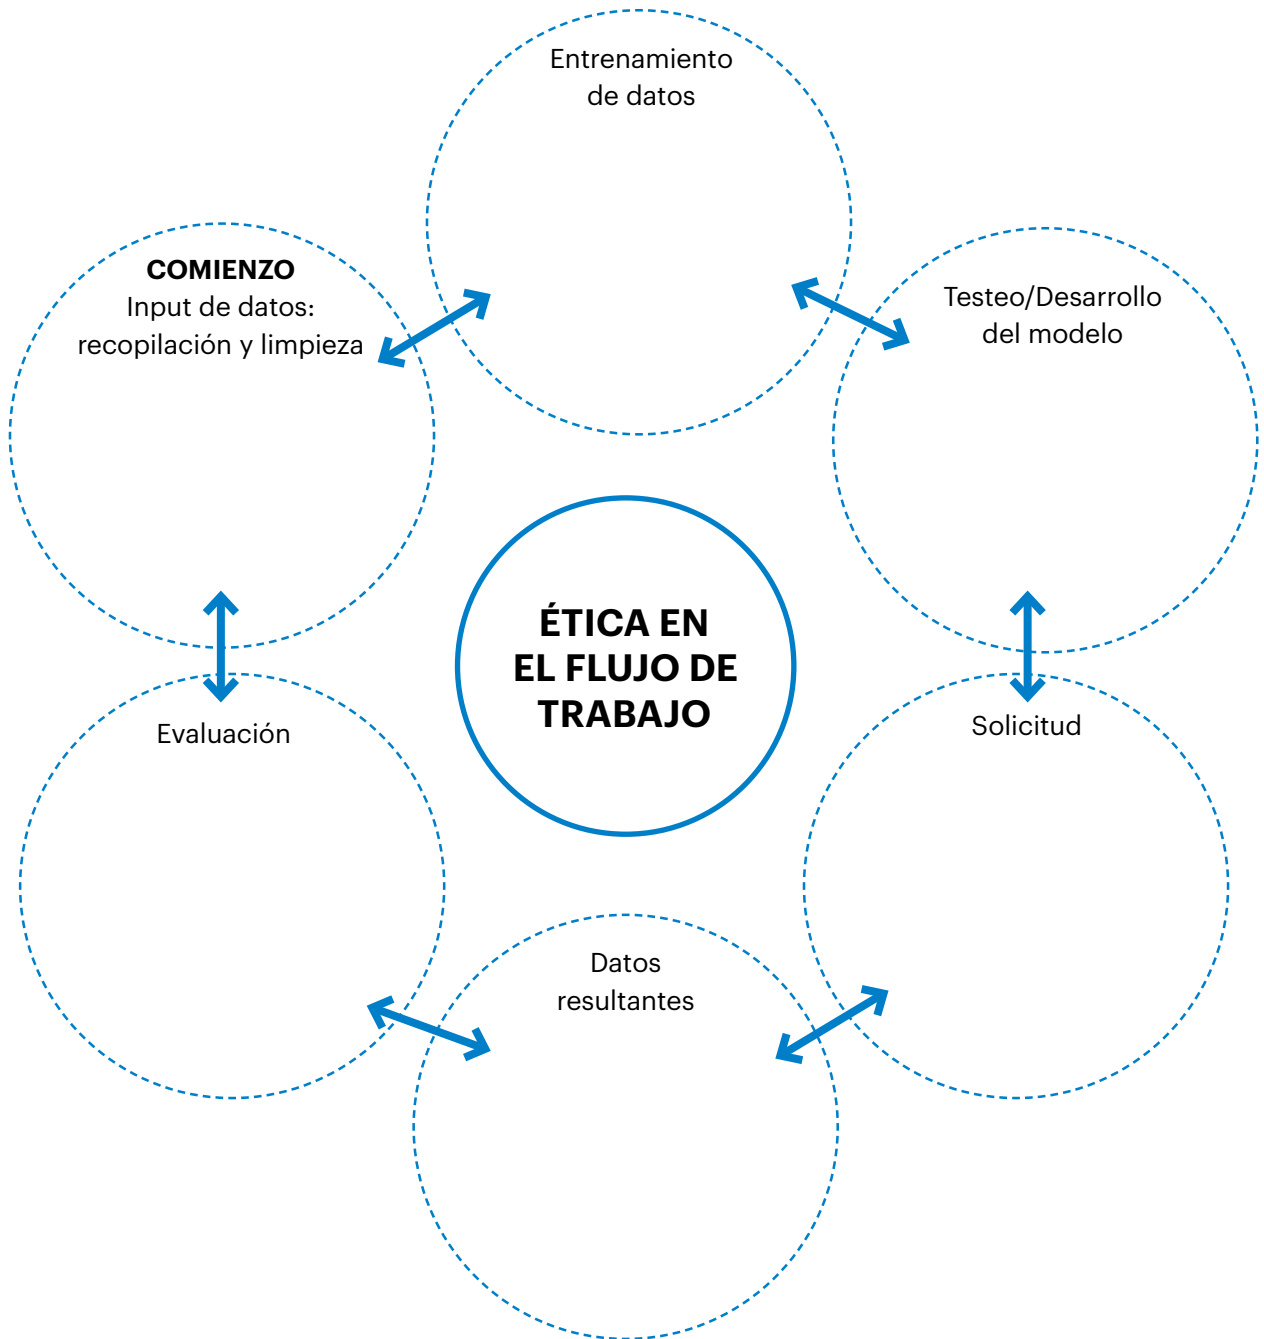 Entrenamiento
de datos
COMIENZO
Input de datos:
recopilación y limpieza
Testeo/Desarrollo
del modelo
ÉTICA EN
EL FLUJO DE
TRABAJO
Evaluación
Solicitud
Datos
resultantes